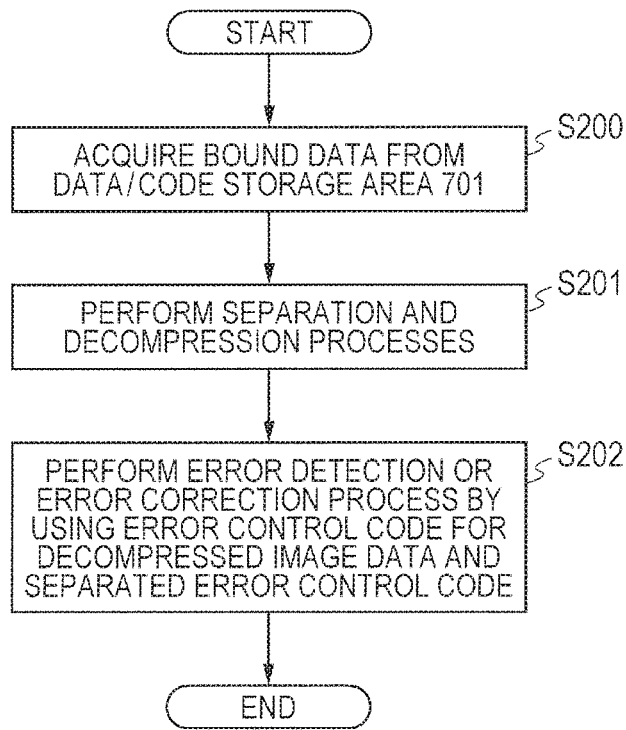 START
S200
ACQUIRE BOUND DATA FROM
DATA/CODE STORAGE AREA 701
S201
PERFORM SEPARATION AND
DECOMPRESSION PROCESSES
S202
PERFORM ERROR DETECTION OR
ERROR CORRECTION PROCESS BY
USING ERROR CONTROL CODE FOR
DECOMPRESSED IMAGE DATA AND
SEPARATED ERROR CONTROL CODE
END